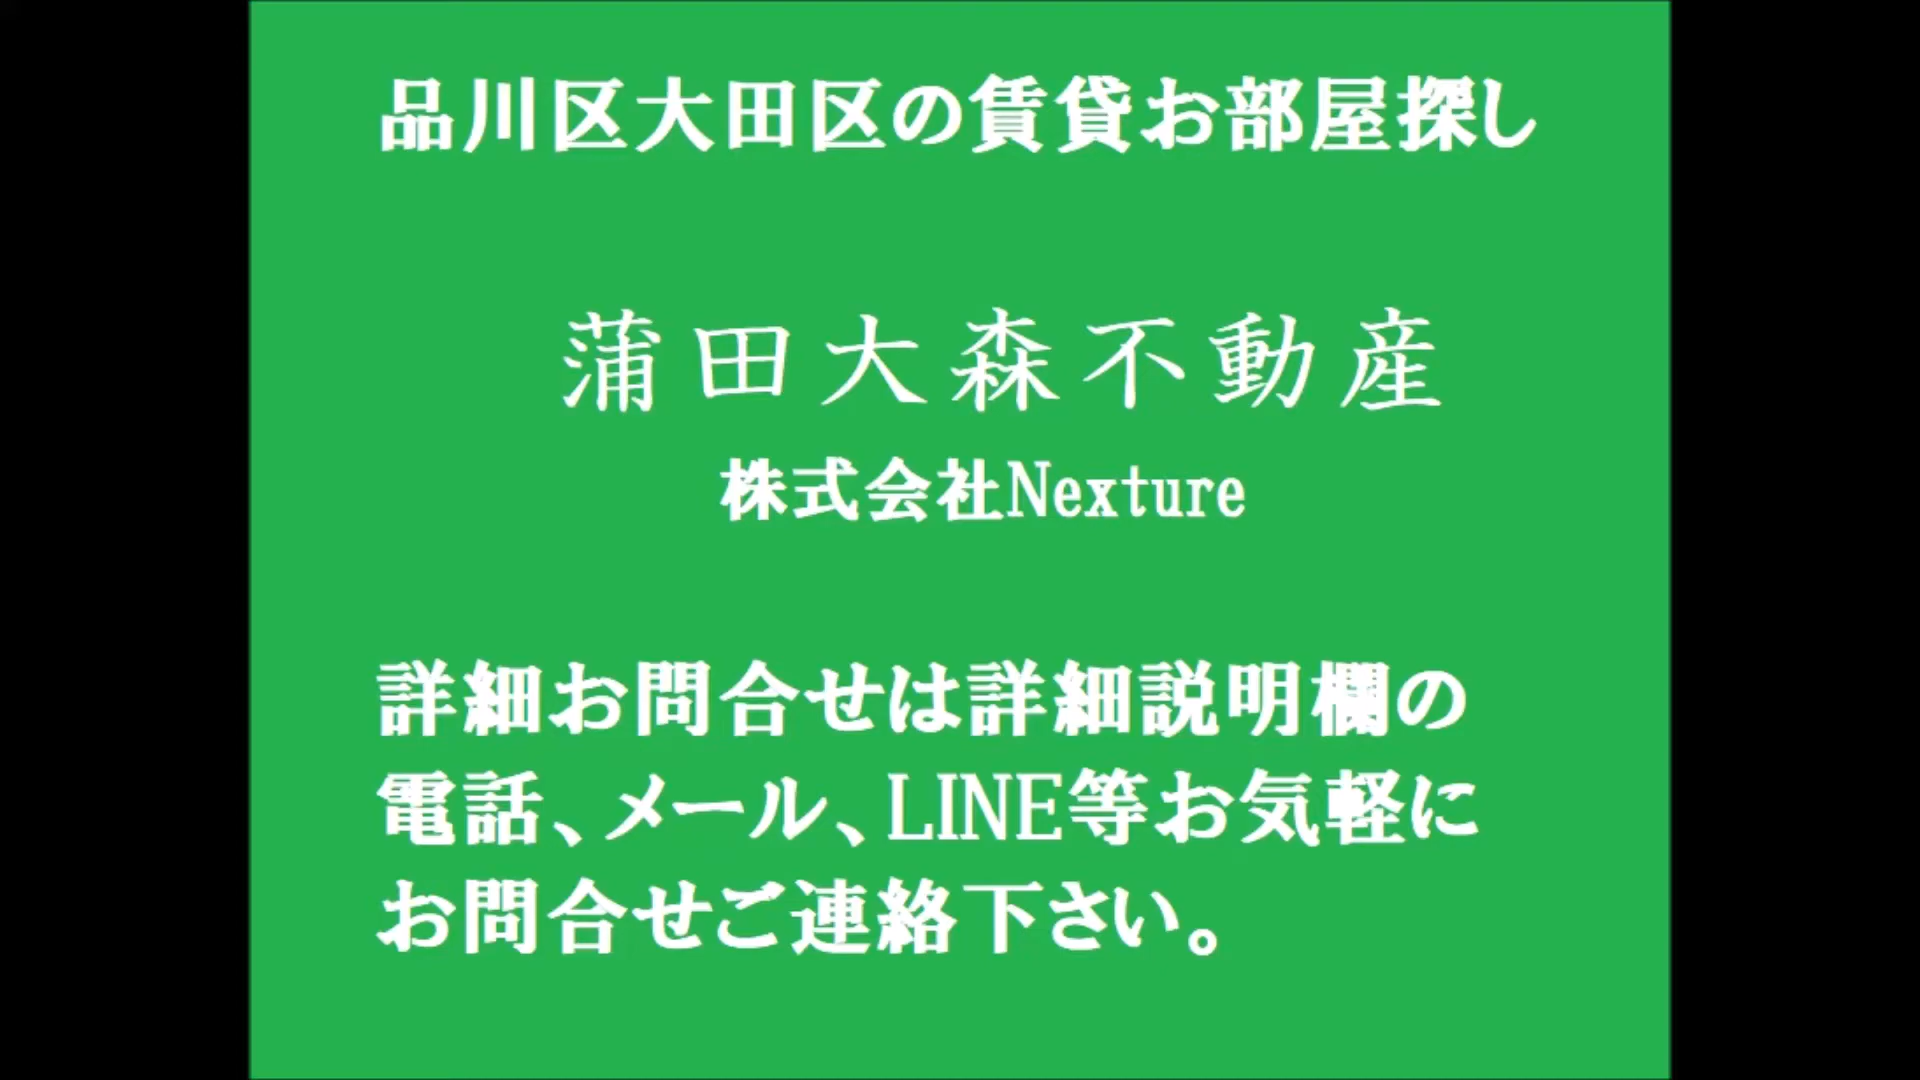 品川区大田区の賃貸お部屋探し
蒲田大森不動産
株式会社Nexture
詳細お問合せは詳細説明欄の
電話、メール、LINE等お気軽に
お問合せご連絡下さい。